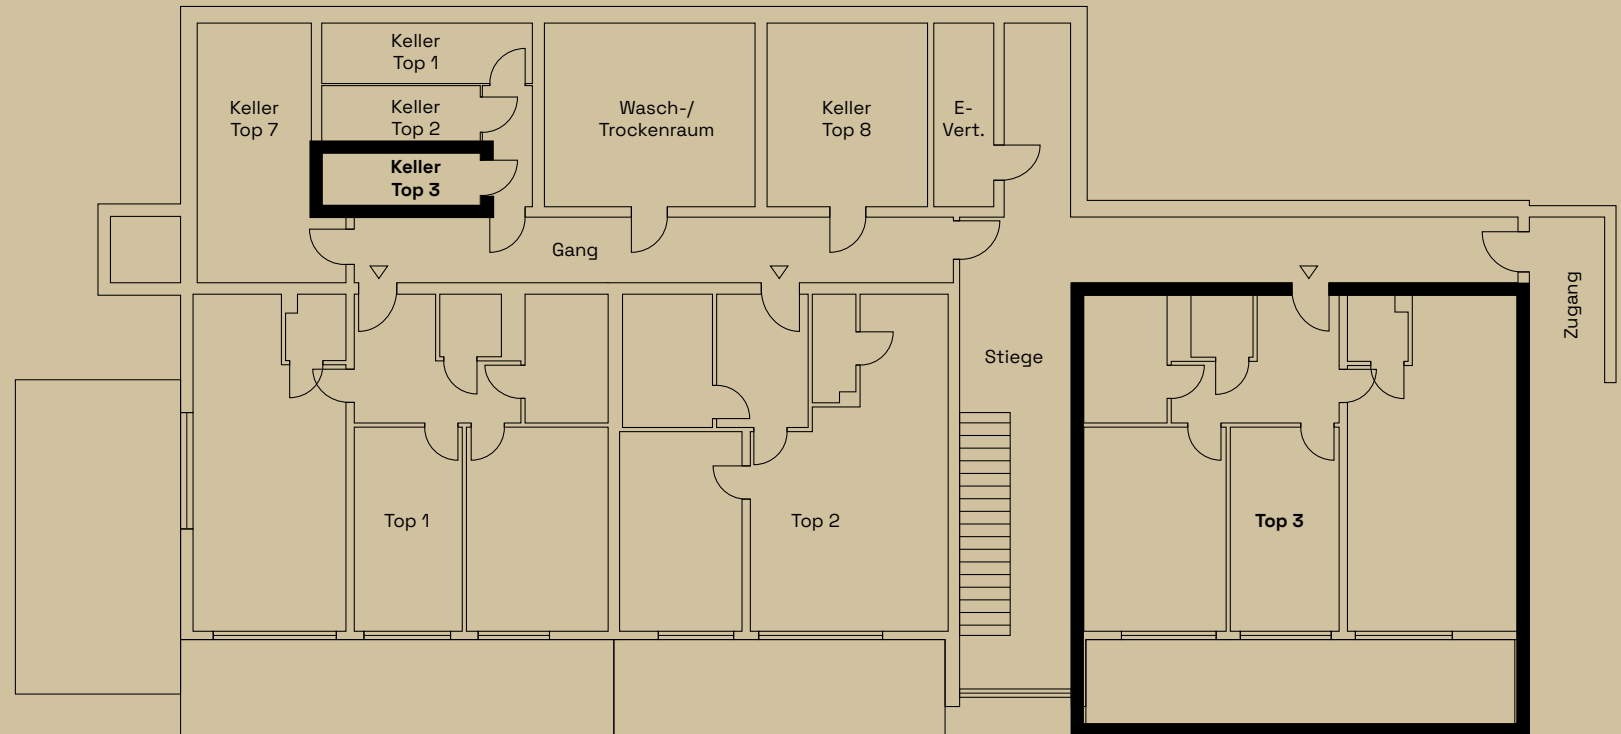 Keller
Top 1
Keller
Top 7
Keller
Top 2
Wasch-/
Trockenraum
Keller
Top 8
E-
Vert.
Keller
Top 3
Gang
Zugang
Stiege
Top 1
Top 2
Top 3